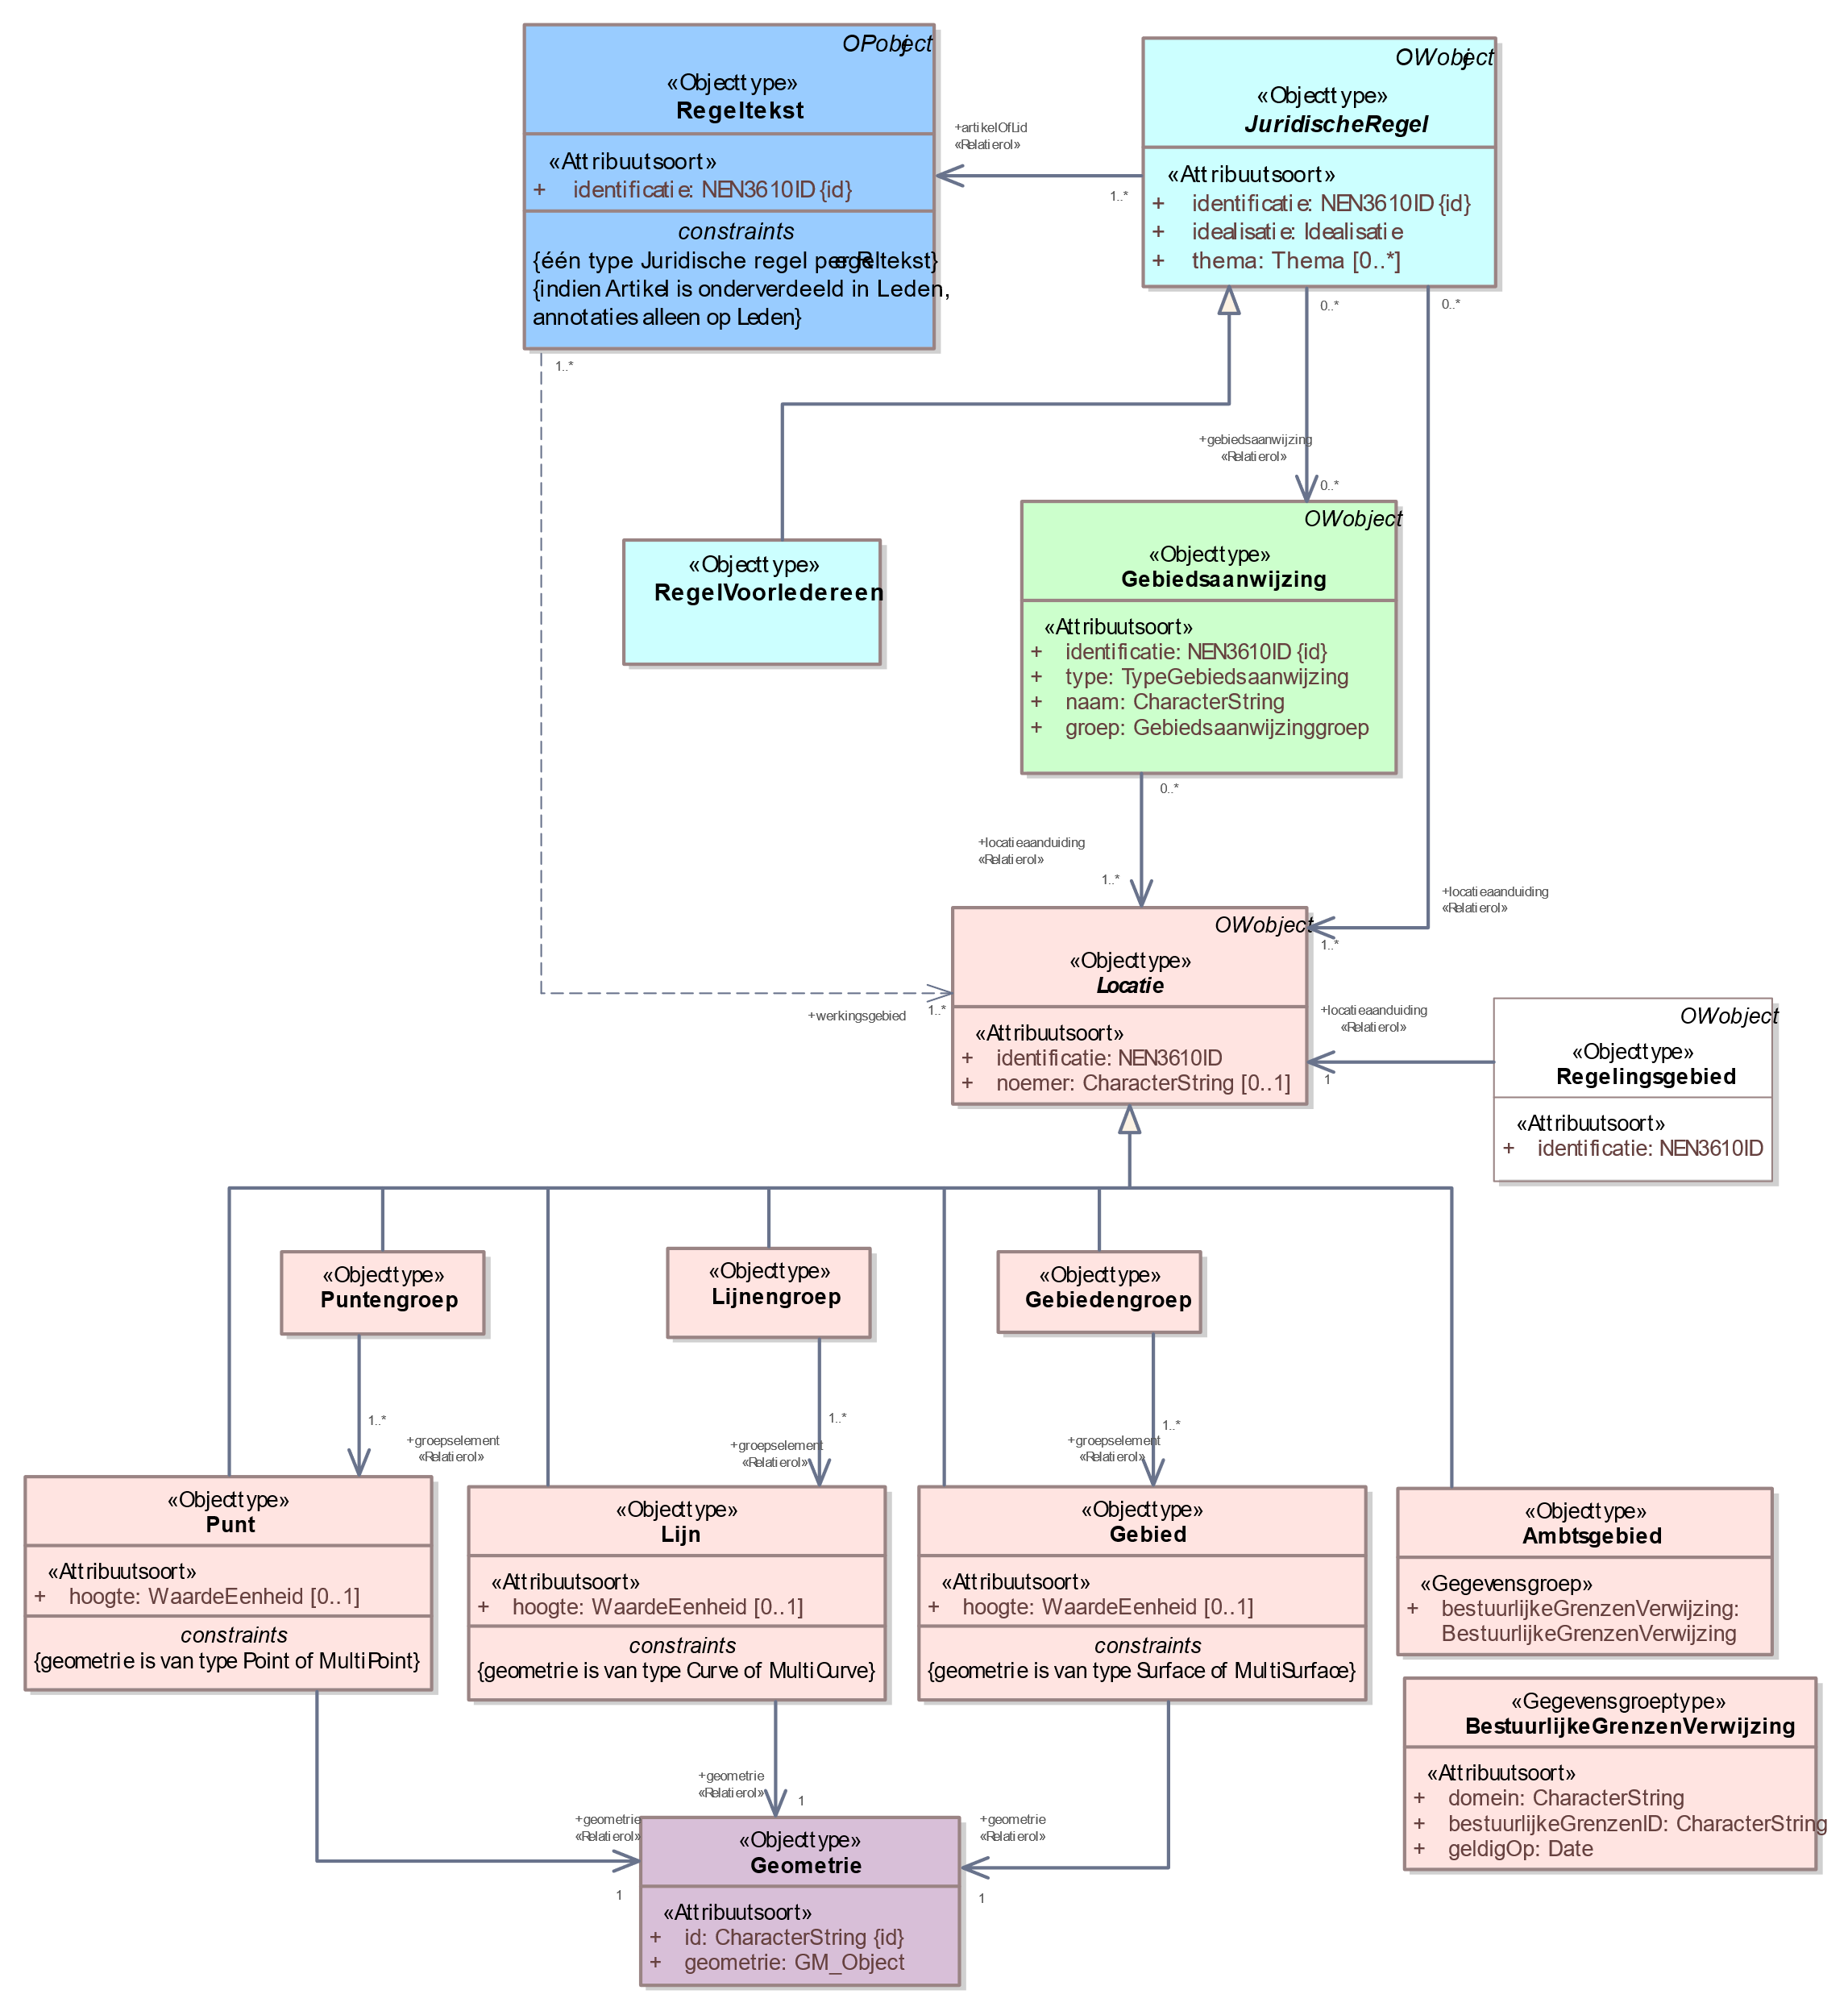 OPobject
«Objecttype»
Regeltekst
«Attribuutsoort»
+ identificatie: NEN3610ID {id}
constraints
{één type Juridische regel per Regeltekst}
{indien Artikel is onderverdeeld in Leden,
annotaties alleen op Leden}
OWobject
«Objecttype»
JuridischeRegel
«Attribuutsoort»
+ identificatie: NEN3610ID {id}
+ idealisatie: Idealisatie
+ thema: Thema [0..*]
+artikelOfLid
«Relatierol»
1..*
1..*
0..*
0..*
+gebiedsaanwijzing
«Relatierol»
0..*
«Objecttype»
RegelVoorIedereen
OWobject
«Objecttype»
Gebiedsaanwijzing
«Attribuutsoort»
+ identificatie: NEN3610ID {id}
+ type: TypeGebiedsaanwijzing
+ naam: CharacterString
+ groep: Gebiedsaanwijzinggroep
0..*
+locatieaanduiding
«Relatierol»
1..*
+locatieaanduiding
«Relatierol»
1..*
OWobject
«Objecttype»
Locatie
«Attribuutsoort»
+ identificatie: NEN3610ID
+ noemer: CharacterString [0..1]
+werkingsgebied
1..*
+locatieaanduiding
«Relatierol»
1
OWobject
«Objecttype»
Regelingsgebied
«Attribuutsoort»
+ identificatie: NEN3610ID
«Objecttype»
Puntengroep
«Objecttype»
Lijnengroep
«Objecttype»
Gebiedengroep
1..*
+groepselement
«Relatierol»
1..*
+groepselement
«Relatierol»
1..*
+groepselement
«Relatierol»
«Objecttype»
Punt
«Attribuutsoort»
+ hoogte: WaardeEenheid [0..1]
constraints
{geometrie is van type Point of MultiPoint}
«Objecttype»
Lijn
«Attribuutsoort»
+ hoogte: WaardeEenheid [0..1]
constraints
{geometrie is van type Curve of MultiCurve}
«Objecttype»
Gebied
«Attribuutsoort»
+ hoogte: WaardeEenheid [0..1]
constraints
{geometrie is van type Surface of MultiSurface}
«Objecttype»
Ambtsgebied
«Gegevensgroep»
+ bestuurlijkeGrenzenVerwijzing:
BestuurlijkeGrenzenVerwijzing
«Gegevensgroeptype»
BestuurlijkeGrenzenVerwijzing
«Attribuutsoort»
+ domein: CharacterString
+ bestuurlijkeGrenzenID: CharacterString
+ geldigOp: Date
+geometrie
«Relatierol»
1
+geometrie
«Relatierol»
1
+geometrie
«Relatierol»
1
«Objecttype»
Geometrie
«Attribuutsoort»
+ id: CharacterString {id}
+ geometrie: GM_Object